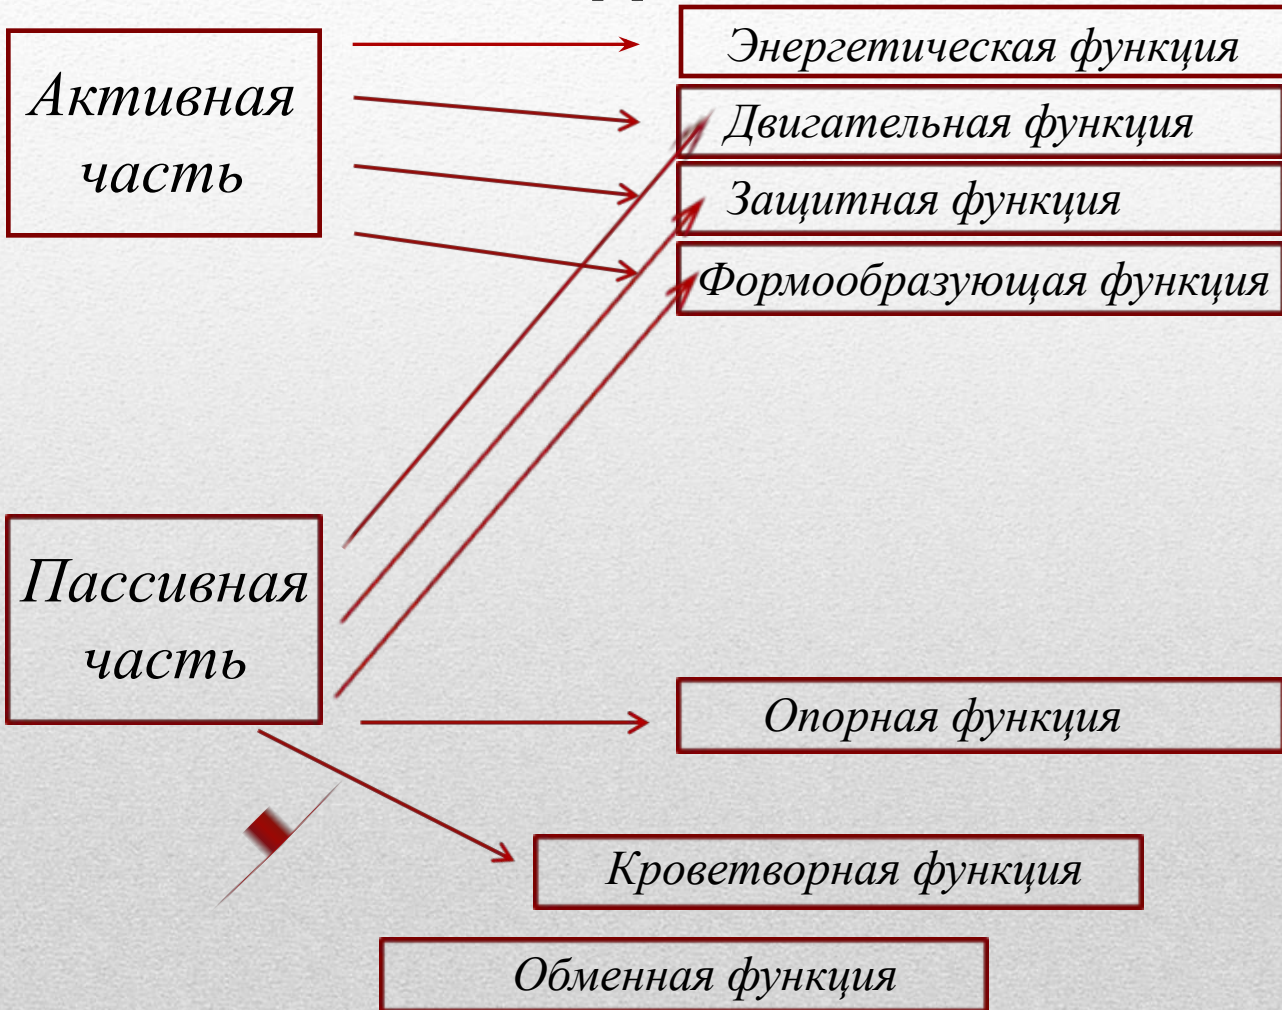 Активная
часть
Энергетическая функция
Двигательная функция
Защитная функция
Формообразующая функция
Пассивная
часть
Опорная функция
Кроветворная функция
Обменная функция